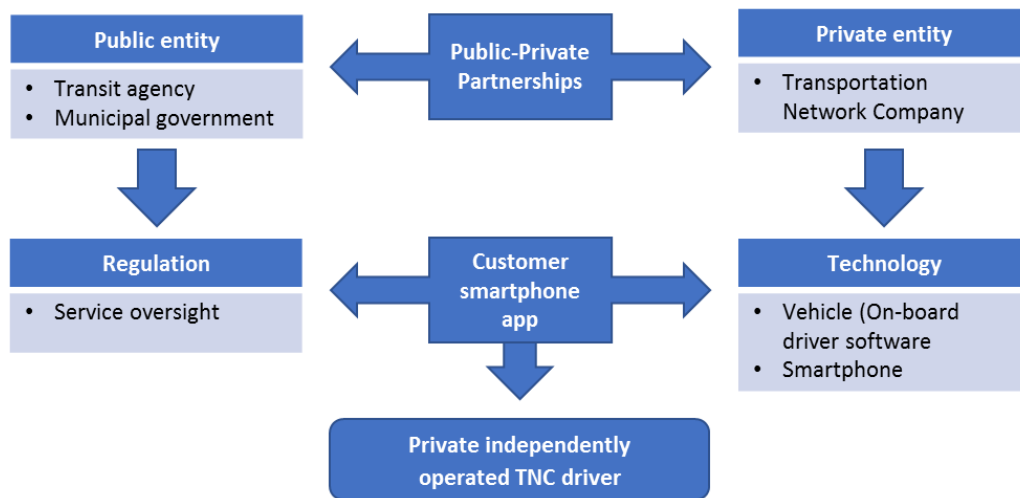 Public entity
• Transit agency
• Municipal government
Public-Private
Partnerships
Private entity
• Transportation
Network Company
Regulation
• Service oversight
Customer
smartphone
app
Technology
• Vehicle (On-board
driver software
• Smartphone
Private independently
operated TNC driver